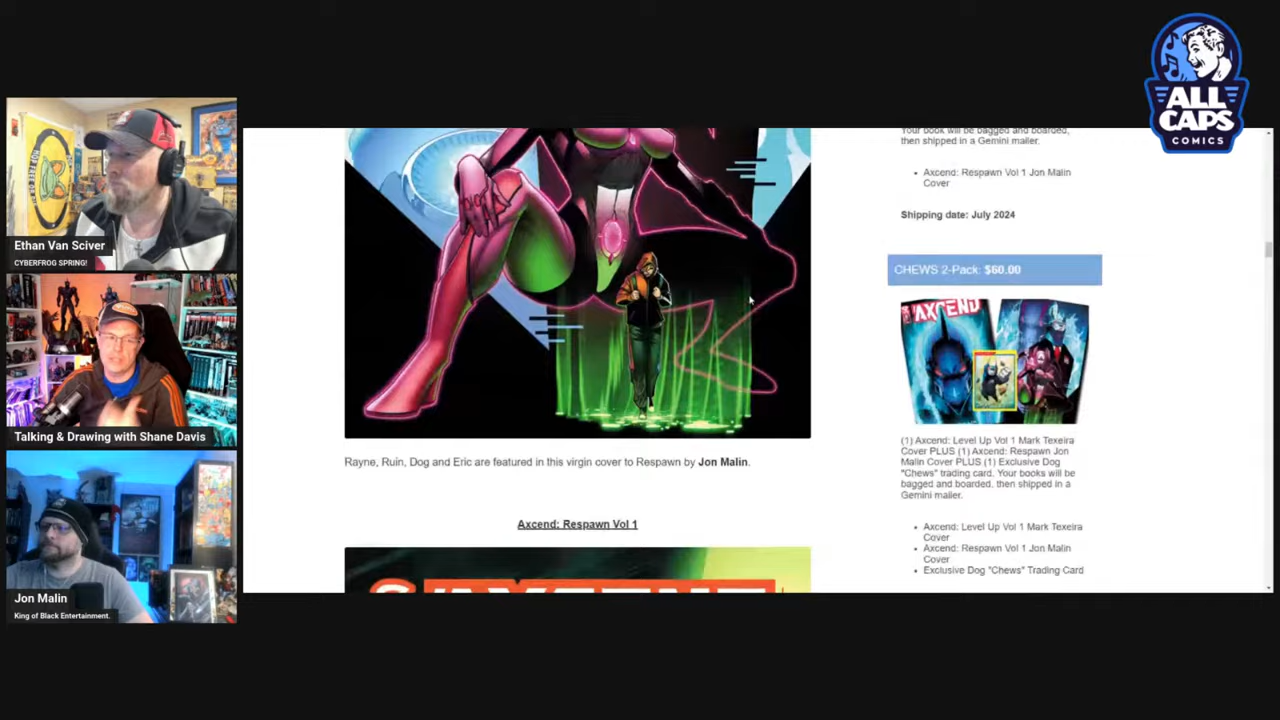 ALL
CAPS
COMICS
Ethan Van Sciver
CYBERFROG SPRING!
Talking & Drawing with Shane Davis
Jon Malin
King of Black Entertainment.
Rayne, Ruin, Dog and Eric are featured in this virgin cover to Respawn by Jon Malin.
Axcend: Respawn Vol 1
Your book will be bagged and boarded,
then shipped in a Gemini mailer.
Axcend: Respawn Vol 1 Jon Malin
Cover
Shipping date: July 2024
CHEWS 2-Pack: $60.00
AXCEND
(1) Axcend: Level Up Vol 1 Mark Texeira
Cover PLUS (1) Axcend: Respawn Jon
Malin Cover PLUS (1) Exclusive Dog
"Chews" trading card. Your books will be
bagged and boarded, then shipped in a
Gemini mailer.
Axcend: Level Up Vol 1 Mark Texeira
Cover
Axcend: Respawn Vol 1 Jon Malin
Cover
Exclusive Dog "Chews" Trading Card